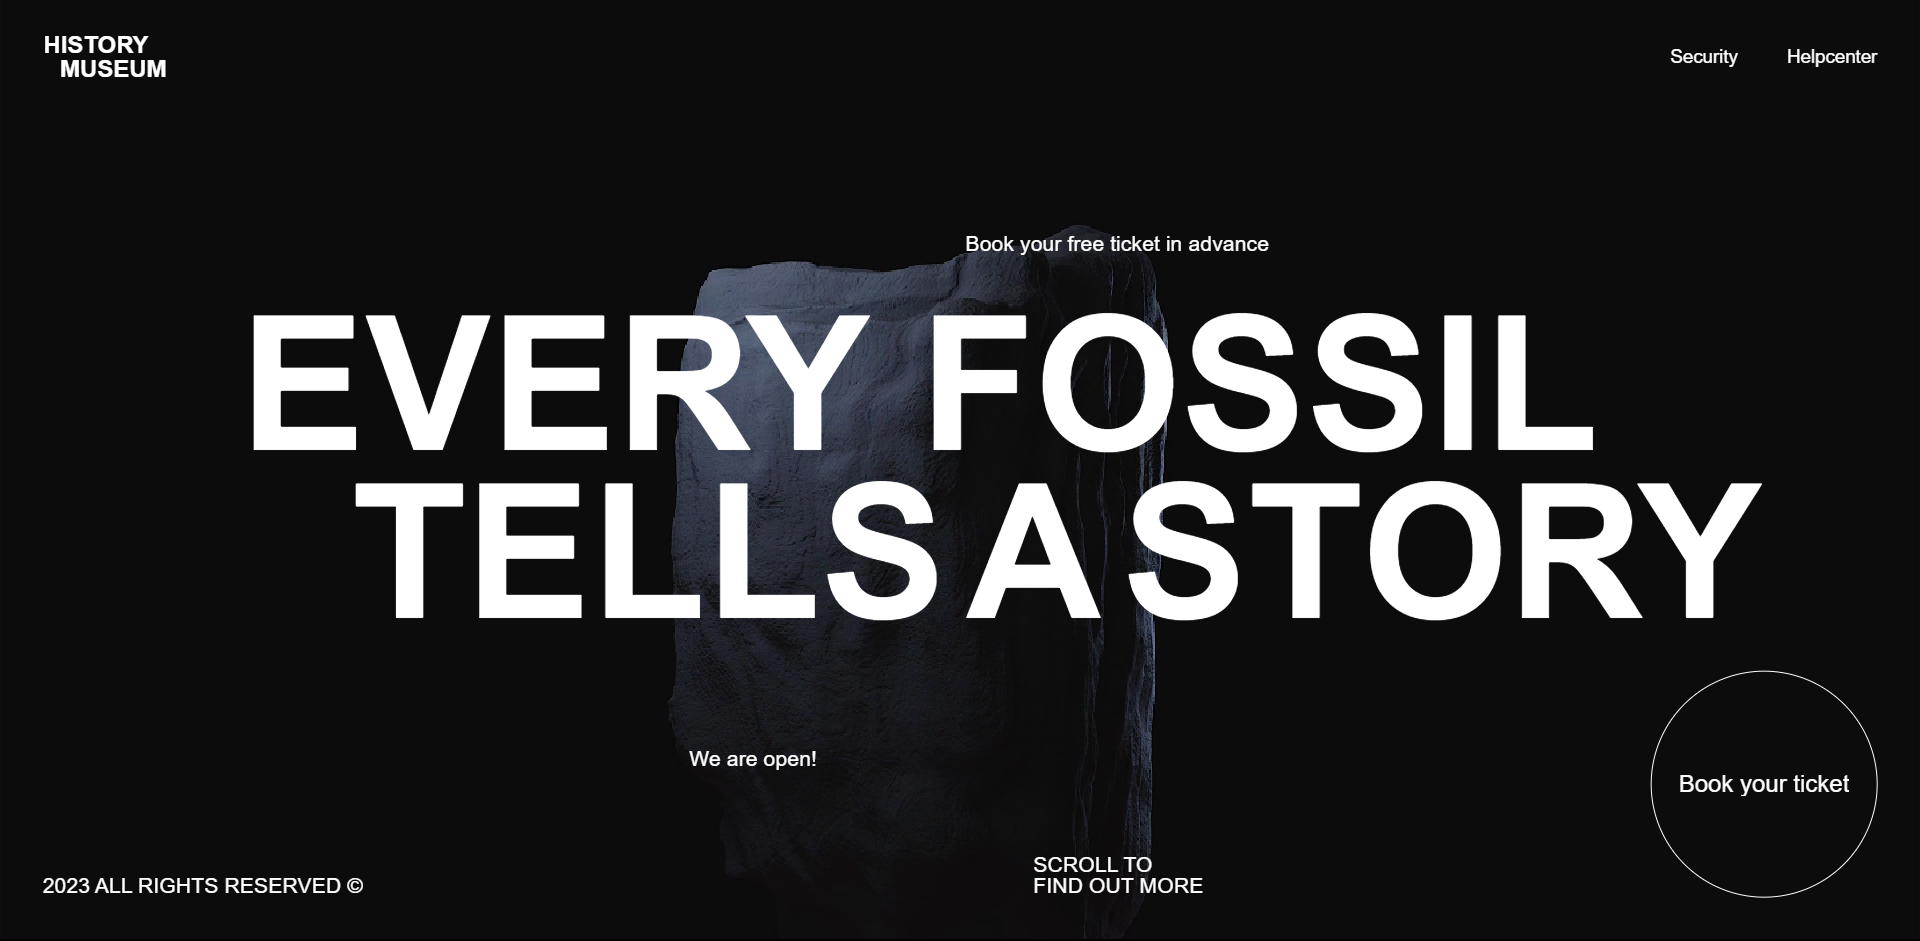 HISTORY
MUSEUM
Security
Helpcenter
Book your free ticket in advance
EVERY FOSSIL
TELLS A STORY
We are open!
Book your ticket
SCROLL TO
FIND OUT MORE
2023 ALL RIGHTS RESERVED ©